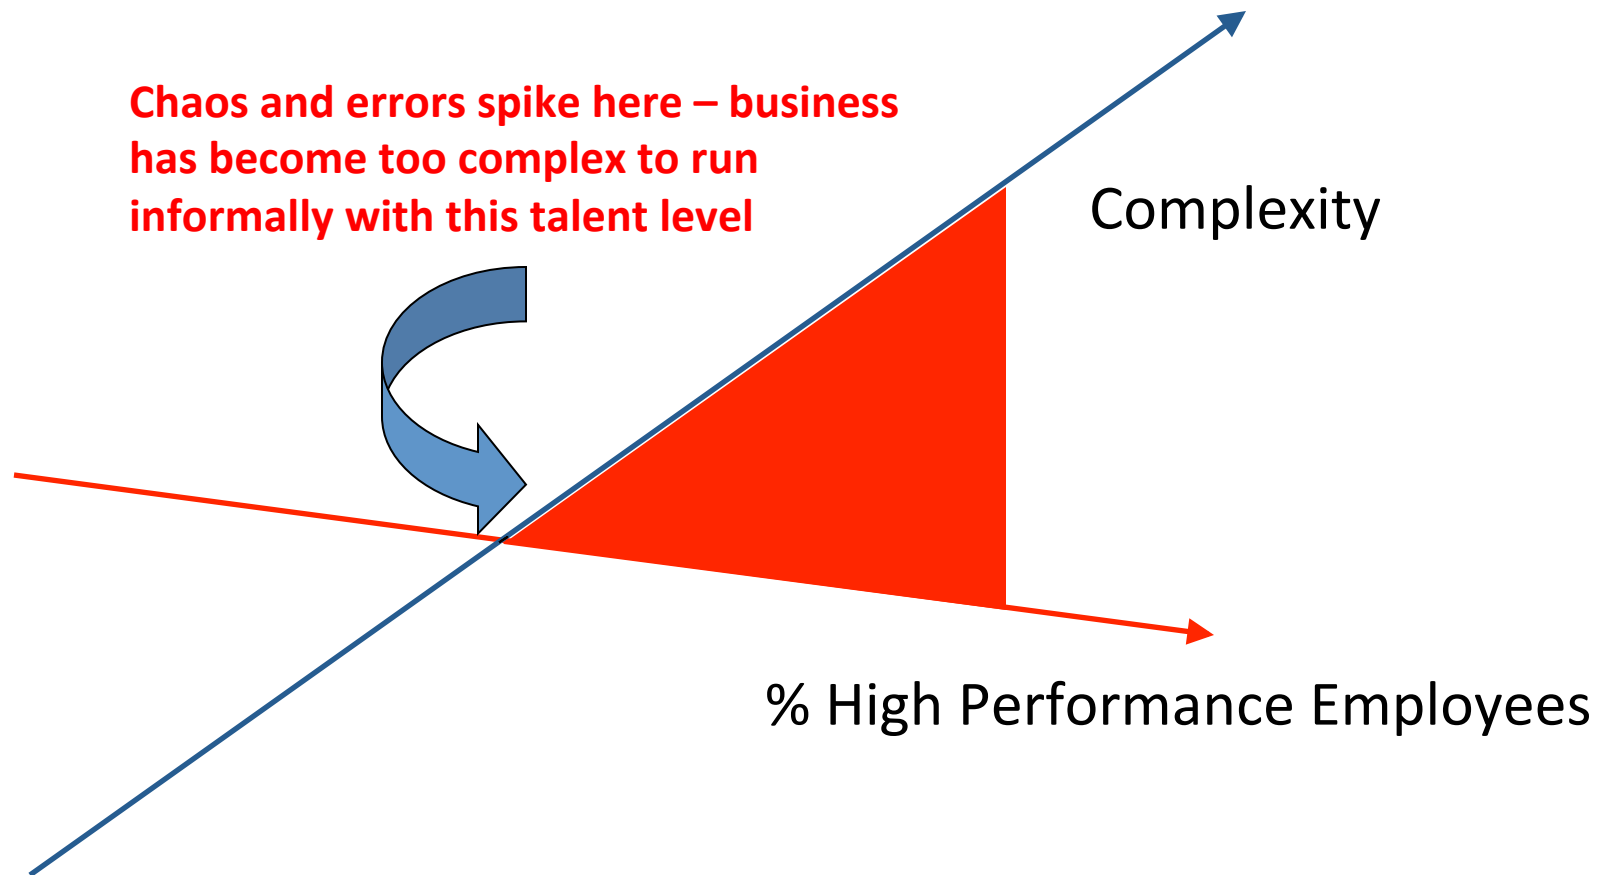 Chaos and errors spike here – business
has become too complex to run
informally with this talent level
Complexity
% High Performance Employees